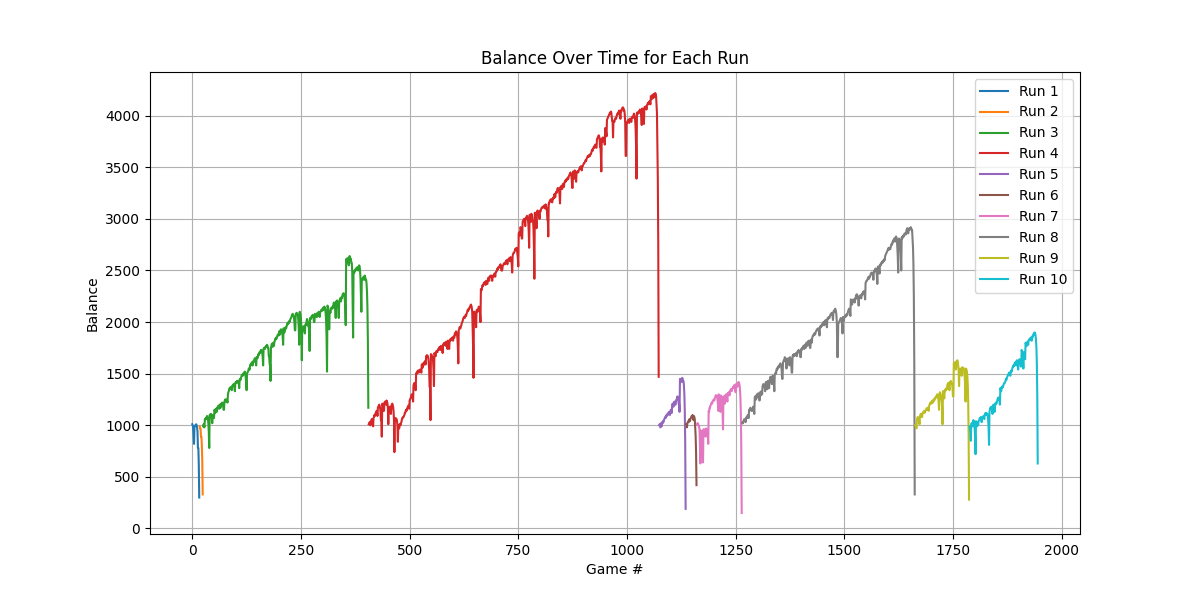 Balance Over Time for Each Run
Balance
4000
3500
3000
2500
2000
1500
1000
500
0
Run 1
Run 2
Run 3
Run 4
Run 5
Run 6
Run 7
Run 8
Run 9
Run 10
0 250 500 750 1000 1250 1500 1750 2000
Game #